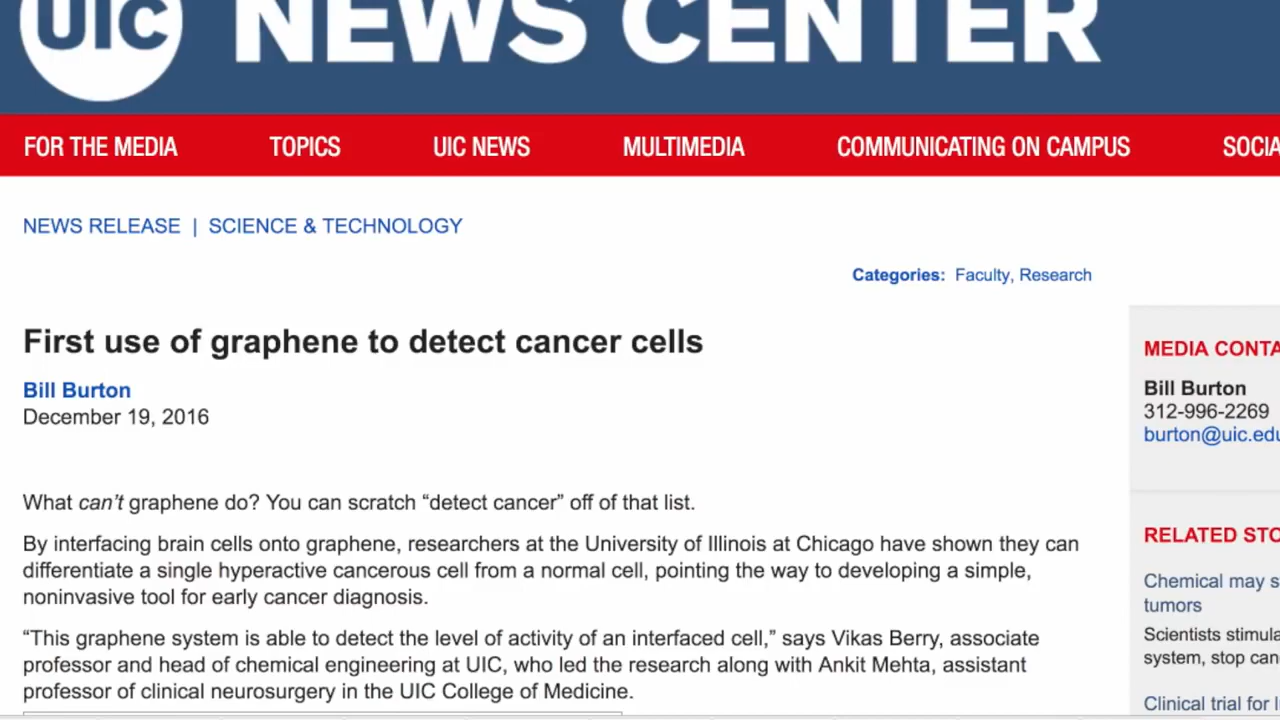 UIC NEWS CENTER
FOR THE MEDIA TOPICS UIC NEWS MULTIMEDIA COMMUNICATING ON CAMPUS SOCIA
NEWS RELEASE | SCIENCE & TECHNOLOGY
Categories: Faculty, Research
First use of graphene to detect cancer cells
Bill Burton
December 19, 2016
What can't graphene do? You can scratch “detect cancer” off of that list.
By interfacing brain cells onto graphene, researchers at the University of Illinois at Chicago have shown they can
differentiate a single hyperactive cancerous cell from a normal cell, pointing the way to developing a simple,
noninvasive tool for early cancer diagnosis.
“This graphene system is able to detect the level of activity of an interfaced cell,” says Vikas Berry, associate
professor and head of chemical engineering at UIC, who led the research along with Ankit Mehta, assistant
professor of clinical neurosurgery in the UIC College of Medicine.
MEDIA CONTA
Bill Burton
312-996-2269
burton@uic.edu
RELATED STO
Chemical may s
tumors
Scientists stimula
system, stop can
Clinical trial for l